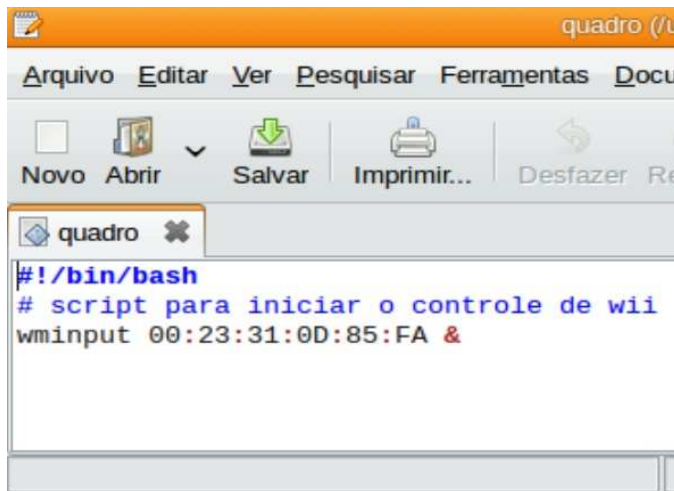 quadro (/u
Arquivo Editar Ver Pesquisar Ferramentas Docu
Novo Abrir Salvar Imprimir... Desfazer Re
quadro
#!/bin/bash
# script para iniciar o controle de wii
wminput 00:23:31:0D:85:FA &